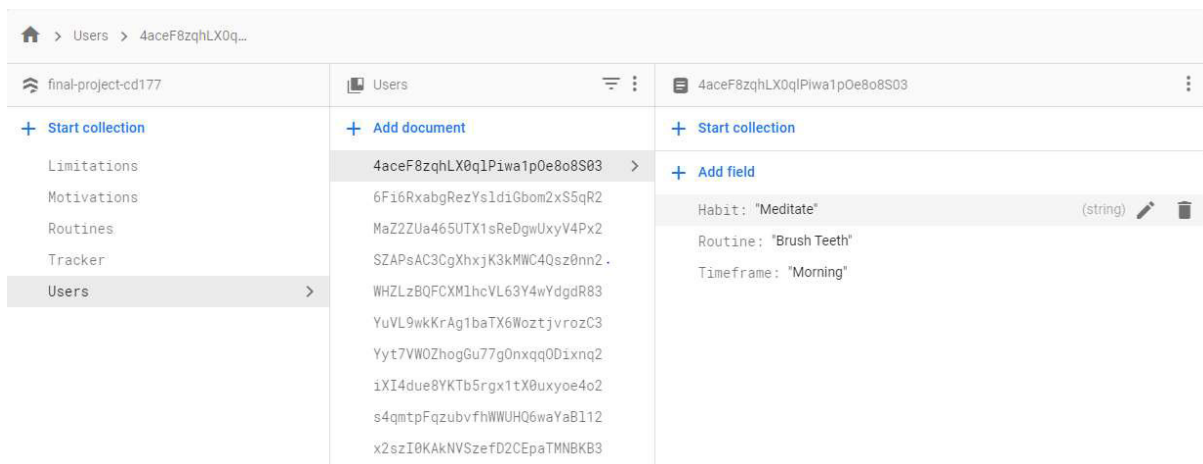 > Users > 4aceF8zqhLX0q...
final-project-cd177
Users
4aceF8zqhLX0qlPiwa1pOe8o8S03
+ Start collection
+ Add document
+ Start collection
Limitations
Motivations
Routines
Tracker
Users >
4aceF8zqhLX0qlPiwa1pOe8o8S03 >
6Fi6RxabgRezYsldiGbom2xS5qR2
MaZ2ZUa465UTX1sReDgwUxyV4Px2
SZAPsAC3CgXhxjK3kMWC4Qsz0nn2.
WHZLzBQFCXMlhcVL63Y4wYdgdR83
YuVL9wkKrAg1baTX6WoztjvrozC3
Yyt7VWOZhogGu77gOnxqqODixnq2
iXI4due8YKTb5rgx1tX0uxyoe4o2
s4qmtpFqzubvfhWWUHQ6waYaBl12
x2szI0KAkNVSzefD2CEpaTMNBKB3
+ Add field
Habit: "Meditate" (string)
Routine: "Brush Teeth"
Timeframe: "Morning"